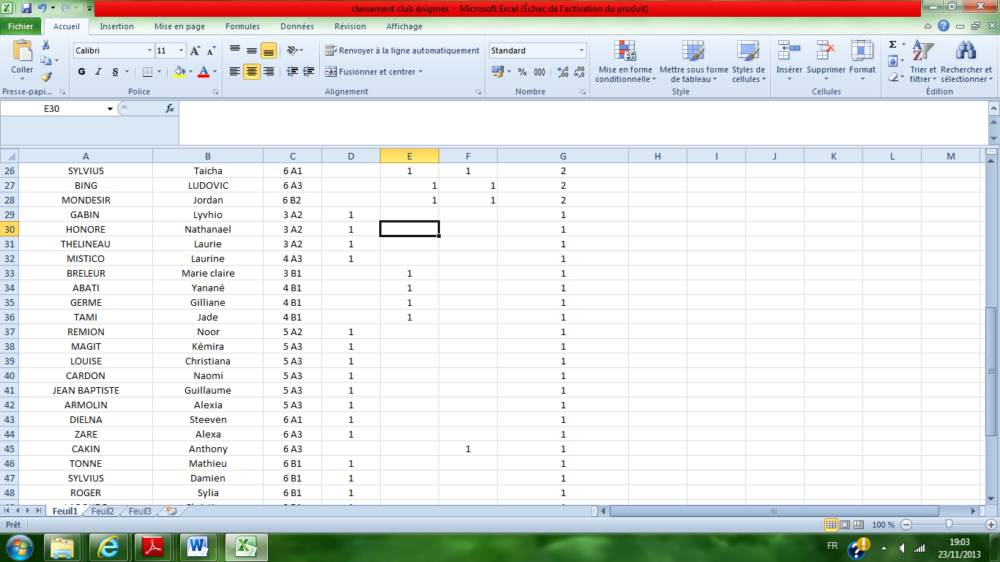 classement club énigmes - Microsoft Excel (Échec de l'activation du produit)
Fichier Accueil Insertion Mise en page Formules Données Révision Affichage
Coller
Presse-papi...
Calibri 11
G I S A
Police
Renvoyer à la ligne automatiquement
Fusionner et centrer
Alignement
Standard
% 000
Nombre
Mise en forme conditionnelle
Mettre sous forme de tableau
Styles de cellules
Style
Insérer Supprimer Format
Cellules
Σ
Trier et filtrer
Rechercher et sélectionner
Édition
E30 fx
A B C D E F G H I J K L M
26 SYLVIUS Taicha 6 A1 1 1 2
27 BING LUDOVIC 6 A3 1 1 2
28 MONDESIR Jordan 6 B2 1 1 2
29 GABIN Lyvhio 3 A2 1 1
30 HONORE Nathanael 3 A2 1 1
31 THELINEAU Laurie 3 A2 1 1
32 MISTICO Laurine 4 A3 1 1
33 BRELEUR Marie claire 3 B1 1 1
34 ABATI Yanané 4 B1 1 1
35 GERME Gilliane 4 B1 1 1
36 TAMI Jade 4 B1 1 1
37 REMION Noor 5 A2 1 1
38 MAGIT Kémira 5 A3 1 1
39 LOUISE Christiana 5 A3 1 1
40 CARDON Naomi 5 A3 1 1
41 JEAN BAPTISTE Guillaume 5 A3 1 1
42 ARMOLIN Alexia 5 A3 1 1
43 DIELNA Steeven 6 A1 1 1
44 ZARE Alexa 6 A3 1 1
45 CAKIN Anthony 6 A3 1 1
46 TONNE Mathieu 6 B1 1 1
47 SYLVIUS Damien 6 B1 1 1
48 ROGER Sylia 6 B1 1 1
Feuil1 Feuil2 Feuil3
Prêt 100 %
FR 19:03
23/11/2013